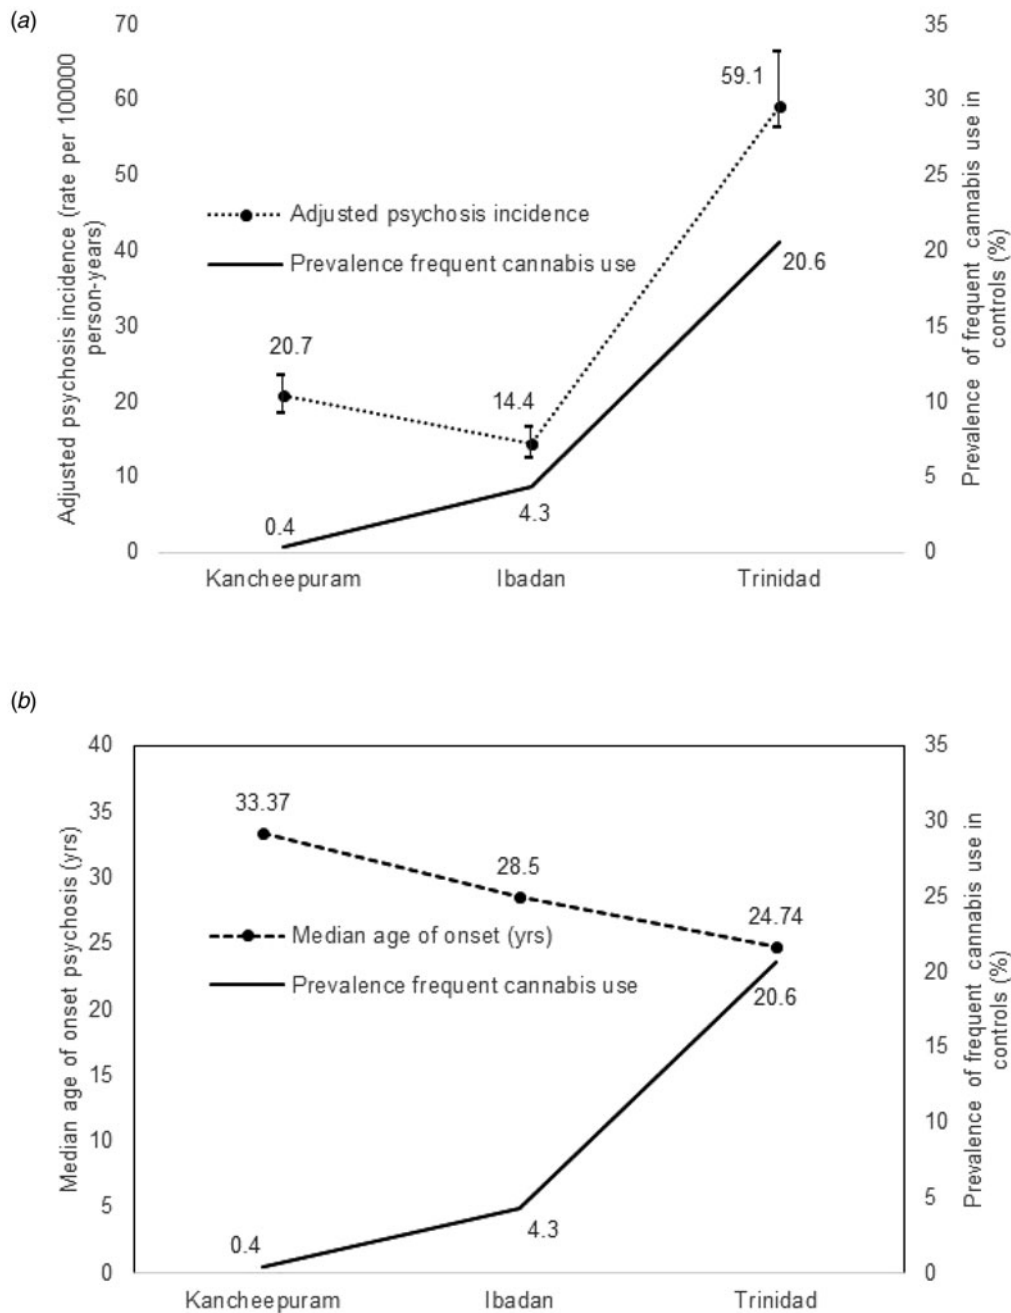 (a)
Adjusted psychosis incidence (rate per 100000
person-years)
70
60
50
40
30
20
10
0
59.1
Adjusted psychosis incidence
Prevalence frequent cannabis use
20.6
20.7
14.4
0.4
4.3
Kancheepuram
Ibadan
Trinidad
35
30
25
20
15
10
5
0
Prevalence of frequent cannabis use in
controls (%)
(b)
Median age of onset psychosis (yrs)
40
35
30
25
20
15
10
5
0
33.37
28.5
24.74
Median age of onset (yrs)
Prevalence frequent cannabis use
20.6
0.4
4.3
Kancheepuram
Ibadan
Trinidad
35
30
25
20
15
10
5
0
Prevalence of frequent cannabis use in
controls (%)